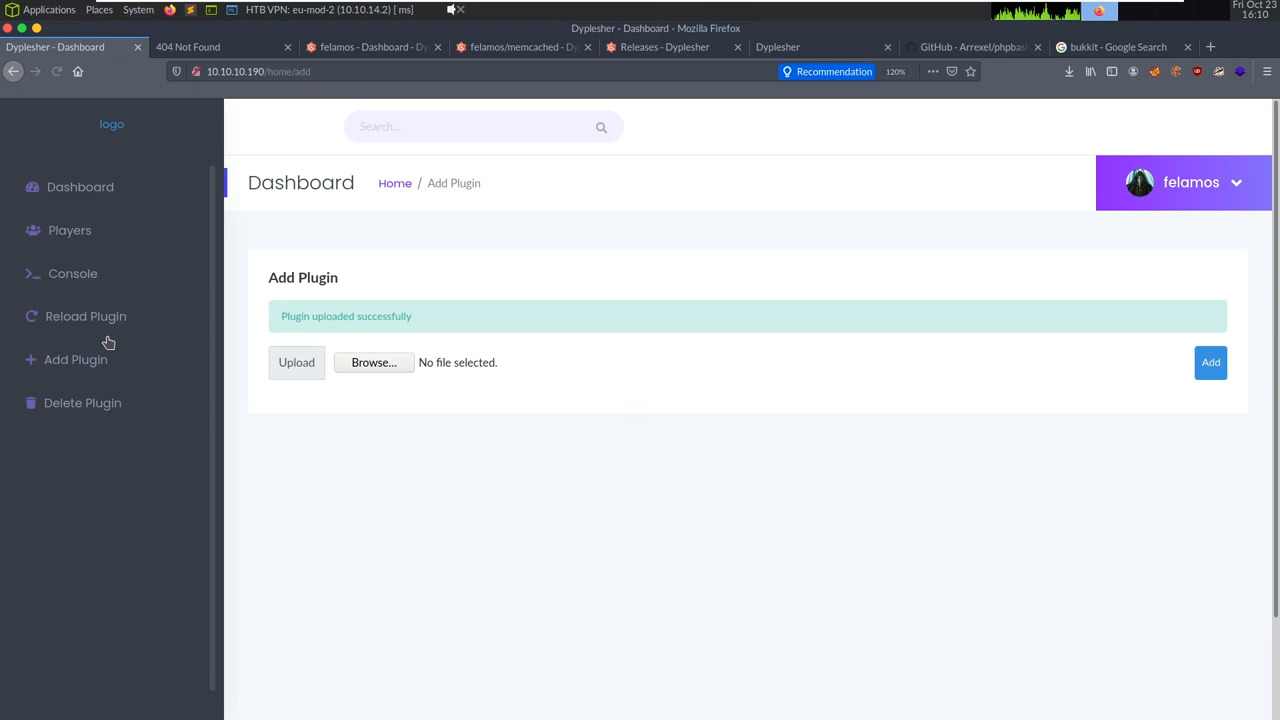 Applications Places System HTB VPN: eu-mod-2 (10.10.14.2) [ms] Fri Oct 23
16:10
Dyplesher - Dashboard - Mozilla Firefox
Dyplesher - Dashboard 404 Not Found felamos - Dashboard - Dy felamos/memcached - Dy Releases - Dyplesher Dyplesher GitHub - Arrexel/phpbas bukkit - Google Search
10.10.10.190/home/add Recommendation 120%
logo
Search...
Dashboard
Players
Console
Reload Plugin
Add Plugin
Delete Plugin
Dashboard Home / Add Plugin felamos
Add Plugin
Plugin uploaded successfully
Upload Browse... No file selected. Add